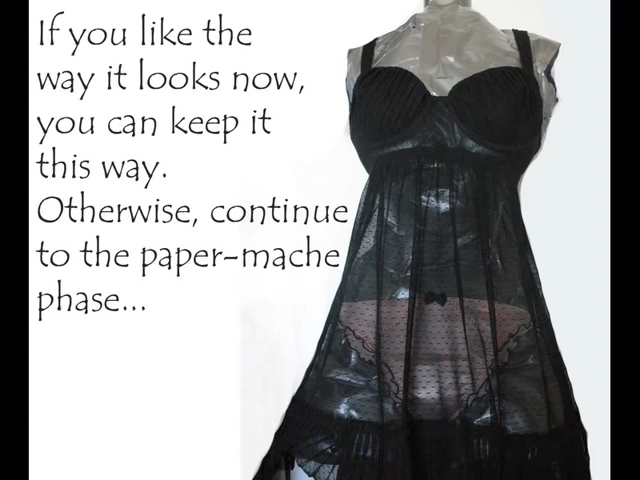 If you like the
way it looks now,
you can keep it
this way.
Otherwise, continue
to the paper-mache
phase...